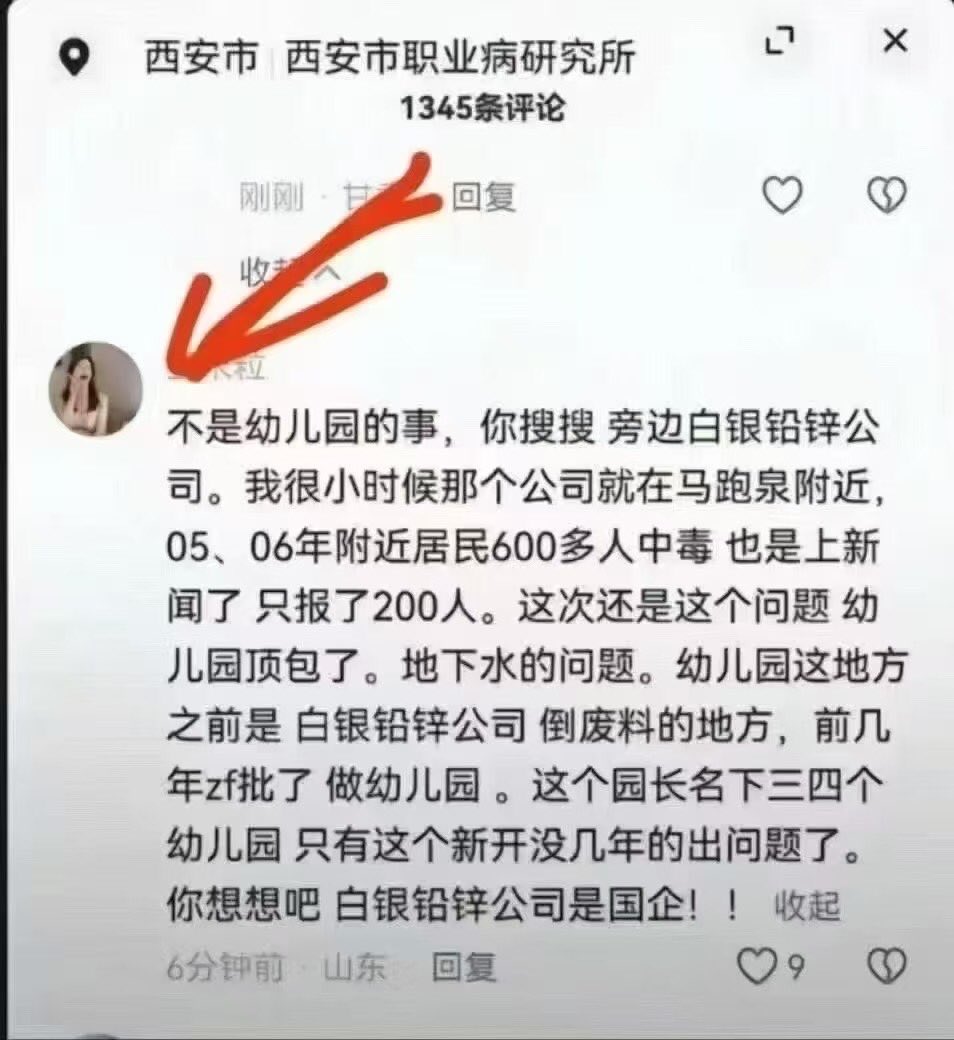 西安市 西安市职业病研究所
1345条评论
刚刚 · 甘 回复
收起
米粒
不是幼儿园的事，你搜搜 旁边白银铅锌公
司。我很小时候那个公司就在马跑泉附近，
05、06年附近居民600多人中毒 也是上新
闻了 只报了200人。这次还是这个问题 幼
儿园顶包了。地下水的问题。幼儿园这地方
之前是 白银铅锌公司 倒废料的地方，前几
年zf批了 做幼儿园 。这个园长名下三四个
幼儿园 只有这个新开没几年的出问题了。
你想想吧 白银铅锌公司是国企！！ 收起
6分钟前 · 山东 回复 9